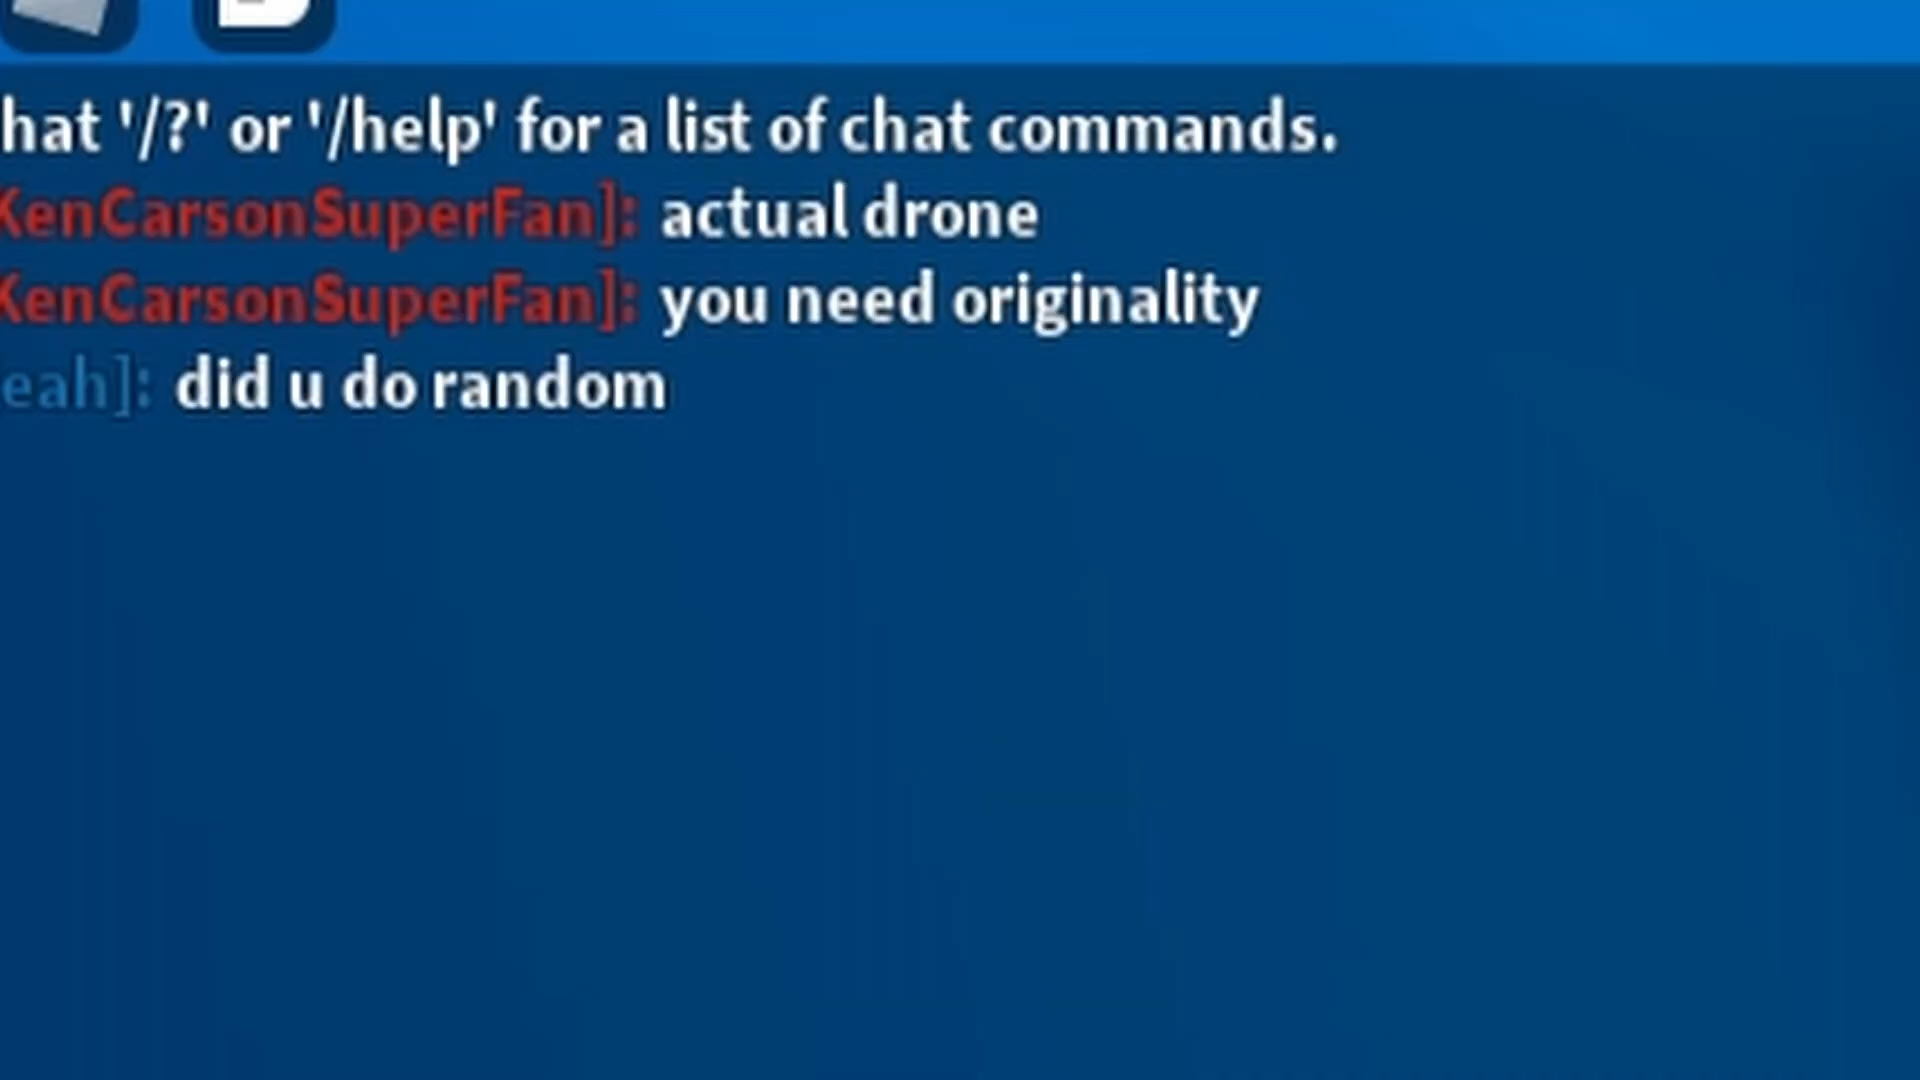 hat '/?' or '/help' for a list of chat commands.
KenCarsonSuperFan]: actual drone
KenCarsonSuperFan]: you need originality
eah]: did u do random